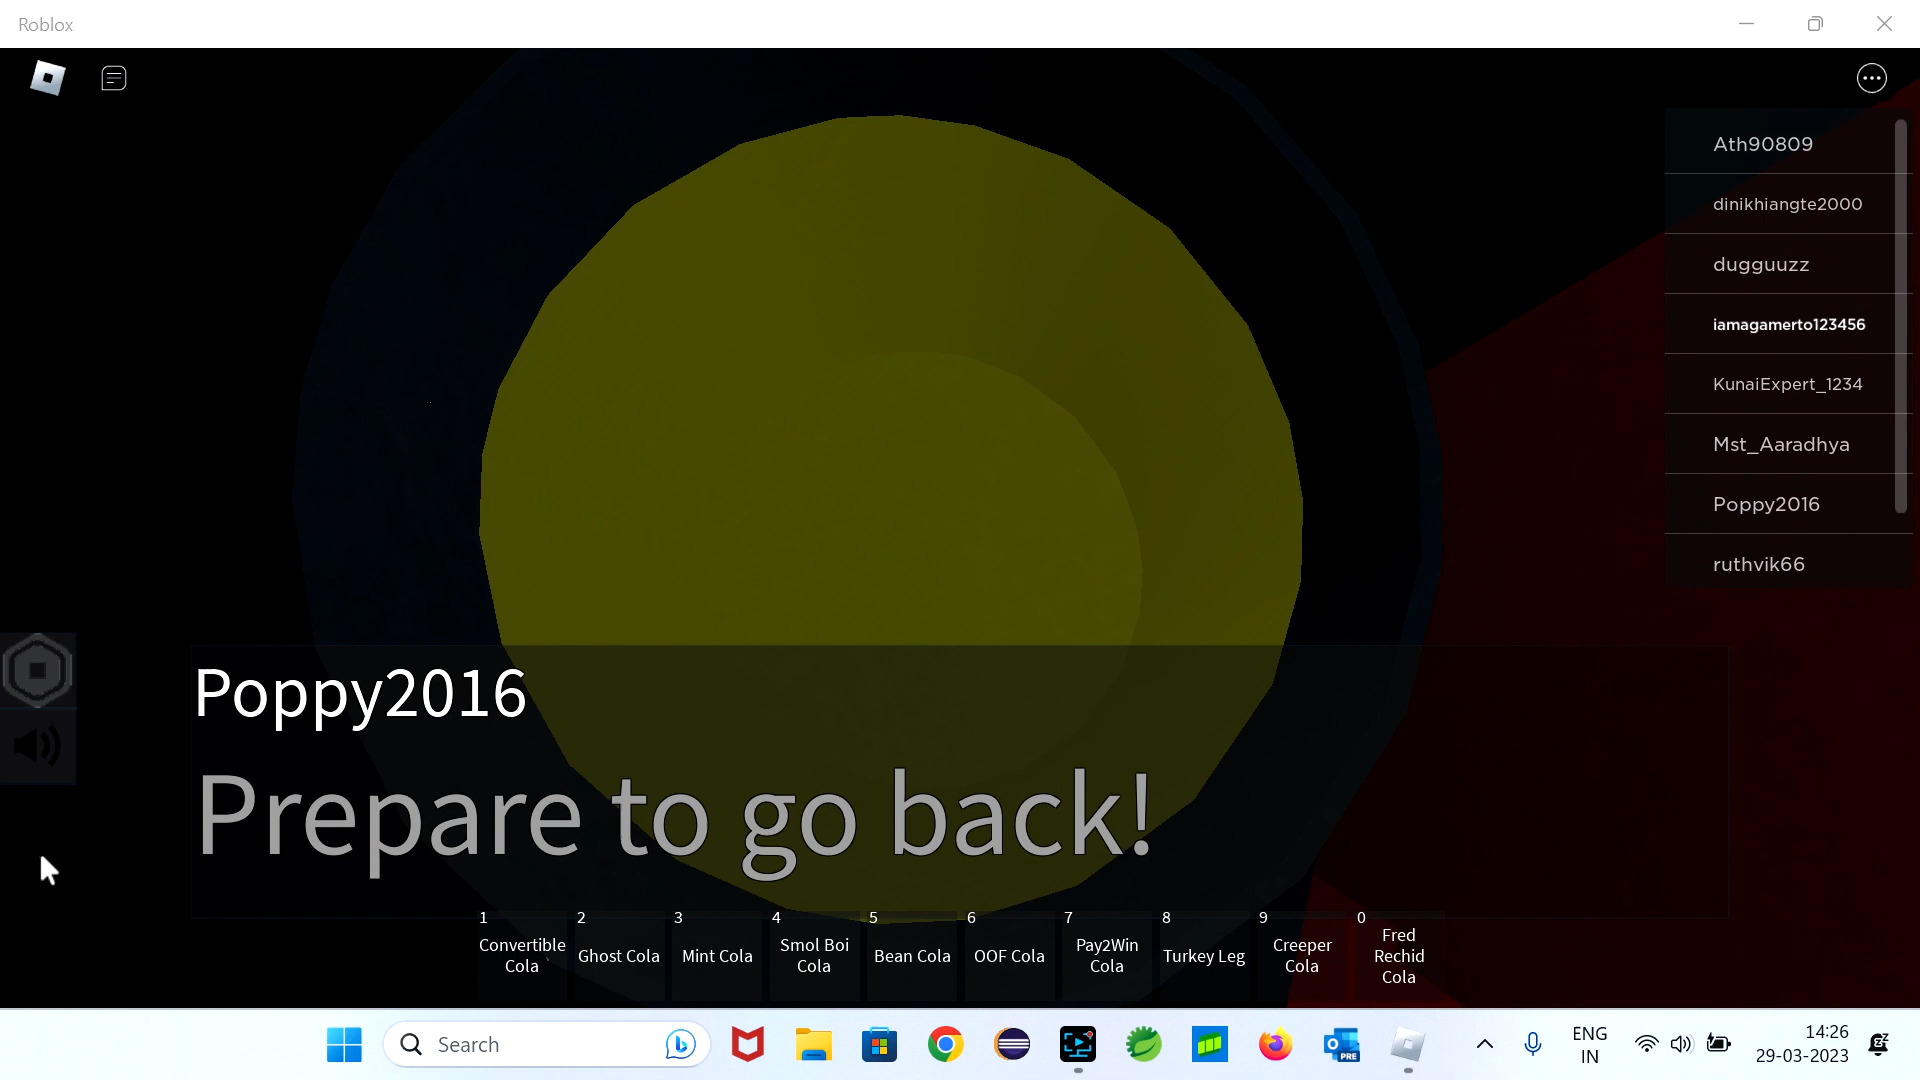 Roblox
Ath90809
dinikhiangte2000
dugguuzz
iamagamerto123456
KunaiExpert_1234
Mst_Aaradhya
Poppy2016
ruthvik66
Poppy2016
Prepare to go back!
1 2 3 4 5 6 7 8 9 0
Convertible Cola
Ghost Cola
Mint Cola
Smol Boi Cola
Bean Cola
OOF Cola
Pay2Win Cola
Turkey Leg
Creeper Cola
Fred Rechid Cola
Search
PRE
ENG
IN
14:26
29-03-2023